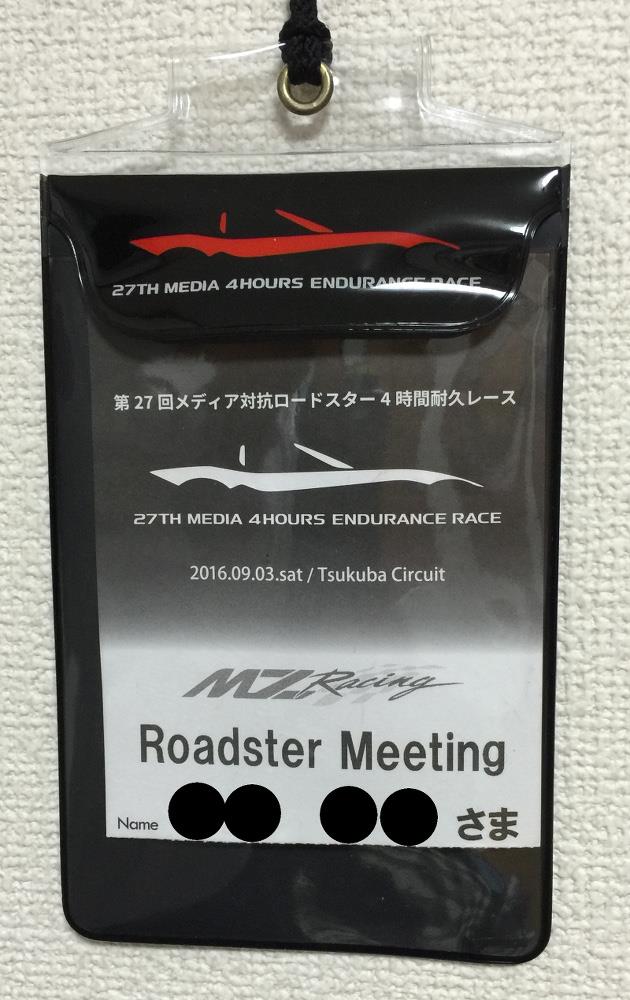 27TH MEDIA 4HOURS ENDURANCE RACE
第27回メディア対抗ロードスター4時間耐久レース
27TH MEDIA 4HOURS ENDURANCE RACE
2016.09.03.sat / Tsukuba Circuit
MZ Racing
Roadster Meeting
Name さま